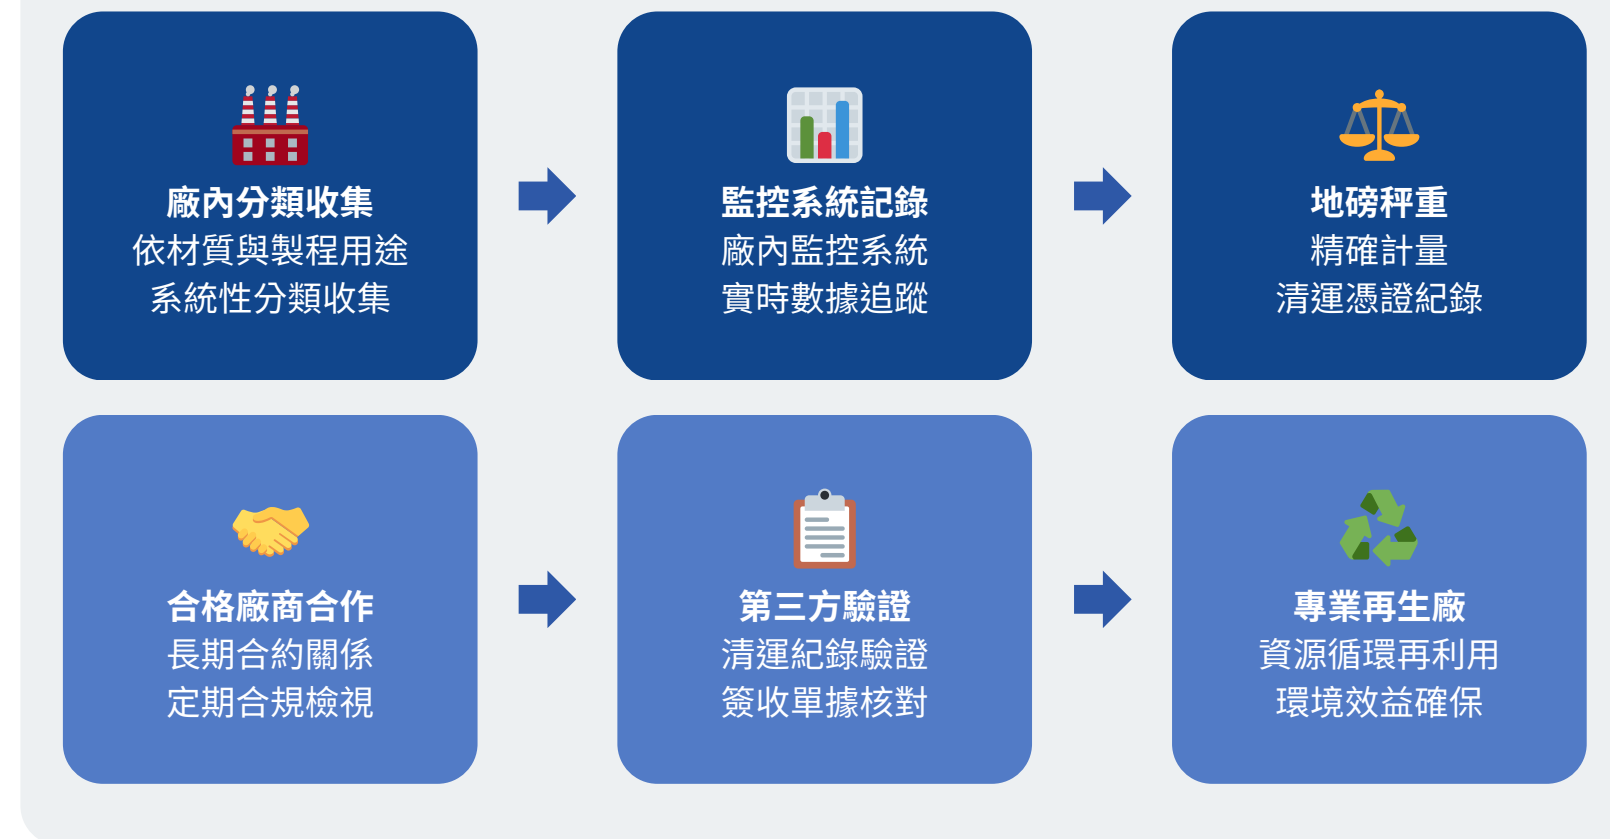 廠內分類收集
依材質與製程用途
系統性分類收集
監控系統記錄
廠內監控系統
實時數據追蹤
地磅秤重
精確計量
清運憑證紀錄
合格廠商合作
長期合約關係
定期合規檢視
第三方驗證
清運紀錄驗證
簽收單據核對
專業再生廠
資源循環再利用
環境效益確保